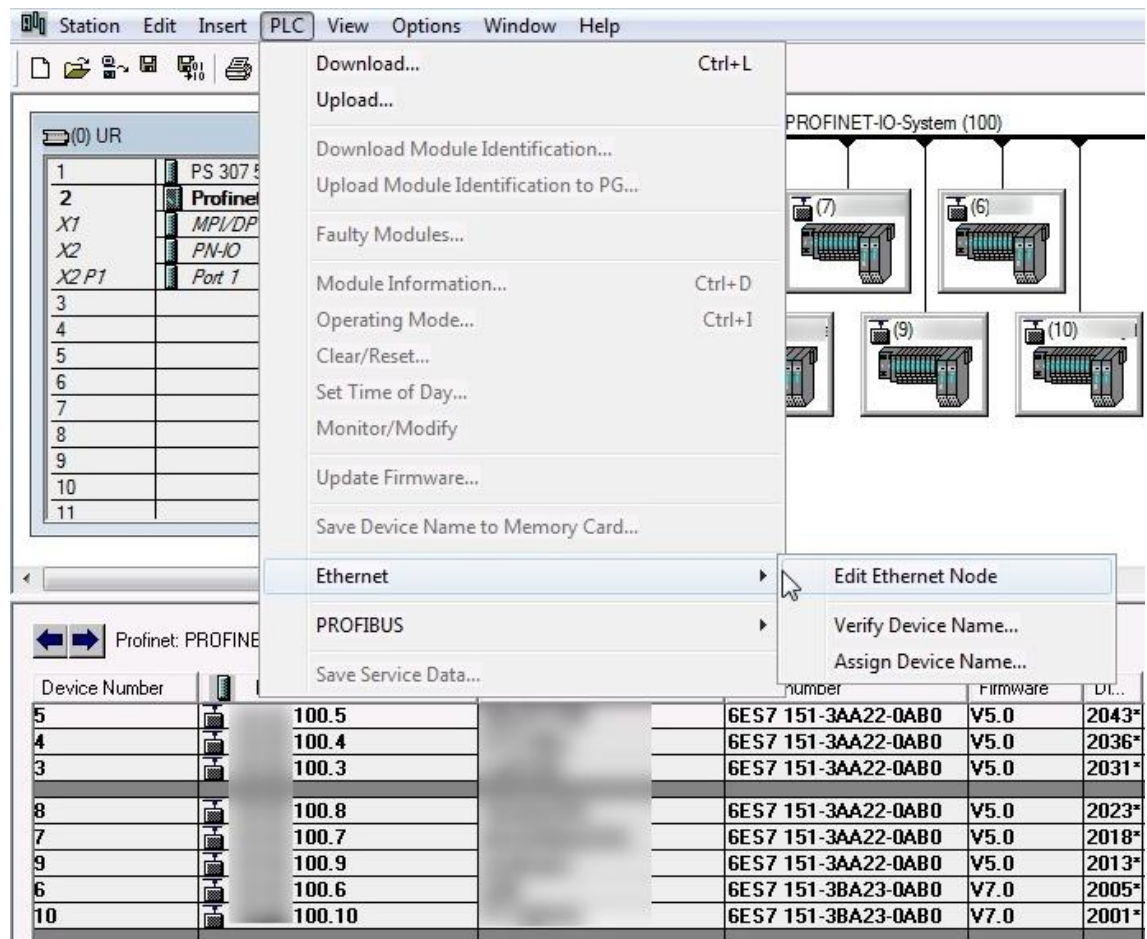 Station Edit Insert PLC View Options Window Help
Download... Ctrl+L
Upload...
Download Module Identification...
Upload Module Identification to PG...
Faulty Modules...
Module Information... Ctrl+D
Operating Mode... Ctrl+I
Clear/Reset...
Set Time of Day...
Monitor/Modify
Update Firmware...
Save Device Name to Memory Card...
Ethernet
PROFIBUS
Save Service Data...
Edit Ethernet Node
Verify Device Name...
Assign Device Name...
(0) UR
1 PS 307 5
2 Profinet
X1 MPI/DP
X2 PN-IO
X2 P1 Port 1
3
4
5
6
7
8
9
10
11
PROFINET-IO-System (100)
(7) (6)
(9) (10)
Profinet: PROFINE
Device Number number Firmware Di...
5 100.5 6ES7 151-3AA22-0AB0 V5.0 2043*
4 100.4 6ES7 151-3AA22-0AB0 V5.0 2036*
3 100.3 6ES7 151-3AA22-0AB0 V5.0 2031*
8 100.8 6ES7 151-3AA22-0AB0 V5.0 2023*
7 100.7 6ES7 151-3AA22-0AB0 V5.0 2018*
9 100.9 6ES7 151-3AA22-0AB0 V5.0 2013*
6 100.6 6ES7 151-3BA23-0AB0 V7.0 2005*
10 100.10 6ES7 151-3BA23-0AB0 V7.0 2001*